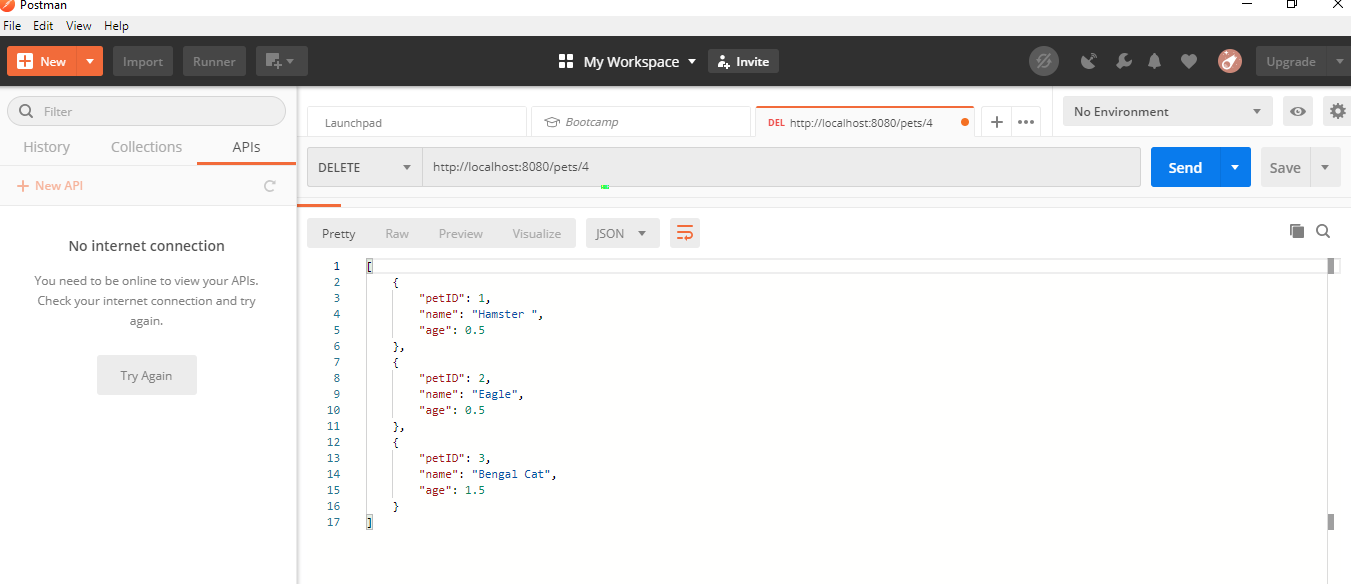 Postman
File Edit View Help
New Import Runner My Workspace Invite Upgrade
Filter
History Collections APIs
New API
No internet connection
You need to be online to view your APIs.
Check your internet connection and try
again.
Try Again
Launchpad Bootcamp DEL http://localhost:8080/pets/4 No Environment
DELETE http://localhost:8080/pets/4 Send Save
Pretty Raw Preview Visualize JSON
1 [
2 {
3 "petID": 1,
4 "name": "Hamster ",
5 "age": 0.5
6 },
7 {
8 "petID": 2,
9 "name": "Eagle",
10 "age": 0.5
11 },
12 {
13 "petID": 3,
14 "name": "Bengal Cat",
15 "age": 1.5
16 }
17 ]